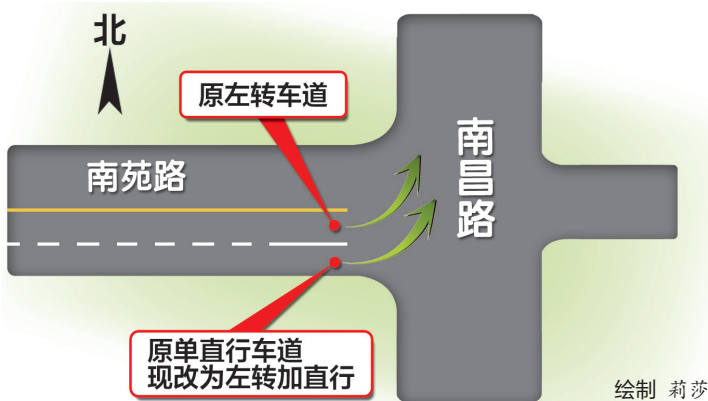 北
原左转车道
南苑路
南昌路
原单直行车道
现改为左转加直行
绘制 莉莎